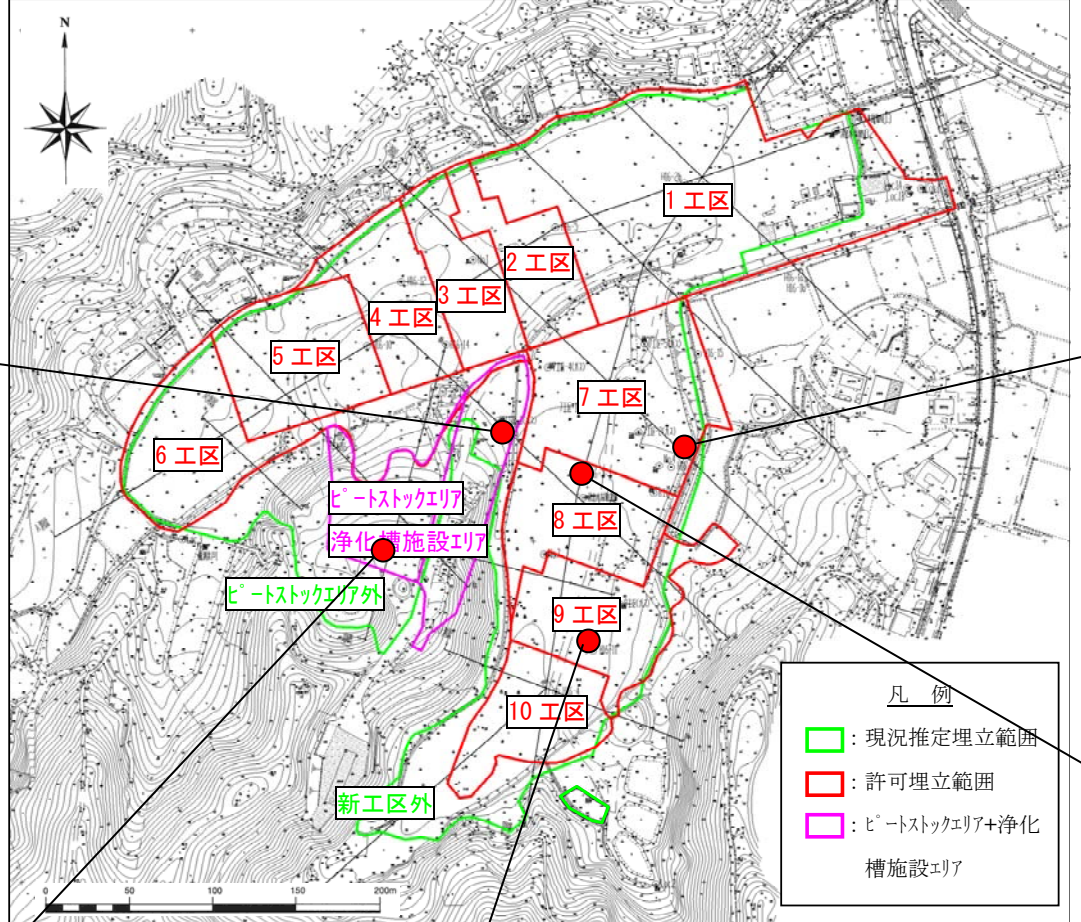 N
1 工区
2 工区
3 工区
4 工区
5 工区
6 工区
7 工区
8 工区
9 工区
10 工区
ピートストックエリア
浄化槽施設エリア
ピートストックエリア外
新工区外
凡 例
: 現況推定埋立範囲
: 許可埋立範囲
: ピートストックエリア+浄化
槽施設エリア
0 50 100 150 200m